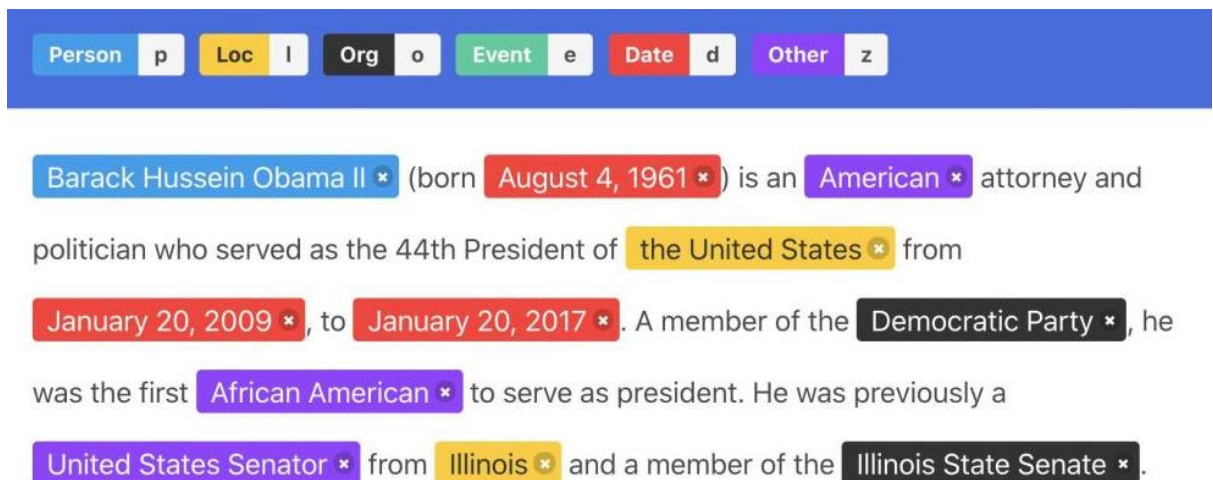 Person p Loc l Org o Event e Date d Other z
Barack Hussein Obama II (born August 4, 1961) is an American attorney and
politician who served as the 44th President of the United States from
January 20, 2009, to January 20, 2017. A member of the Democratic Party, he
was the first African American to serve as president. He was previously a
United States Senator from Illinois and a member of the Illinois State Senate.